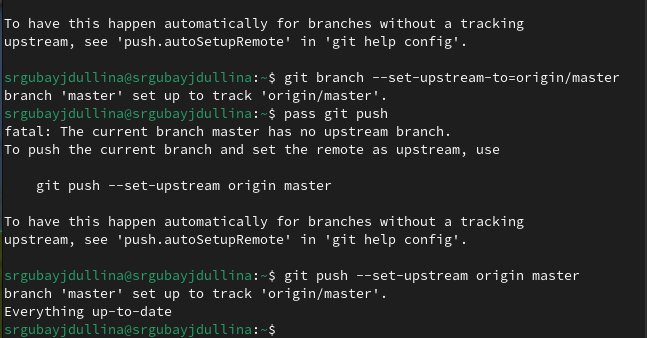 To have this happen automatically for branches without a tracking
upstream, see 'push.autoSetupRemote' in 'git help config'.
srgubayjdullina@srgubayjdullina:~$ git branch --set-upstream-to=origin/master
branch 'master' set up to track 'origin/master'.
srgubayjdullina@srgubayjdullina:~$ pass git push
fatal: The current branch master has no upstream branch.
To push the current branch and set the remote as upstream, use
git push --set-upstream origin master
To have this happen automatically for branches without a tracking
upstream, see 'push.autoSetupRemote' in 'git help config'.
srgubayjdullina@srgubayjdullina:~$ git push --set-upstream origin master
branch 'master' set up to track 'origin/master'.
Everything up-to-date
srgubayjdullina@srgubayjdullina:~$